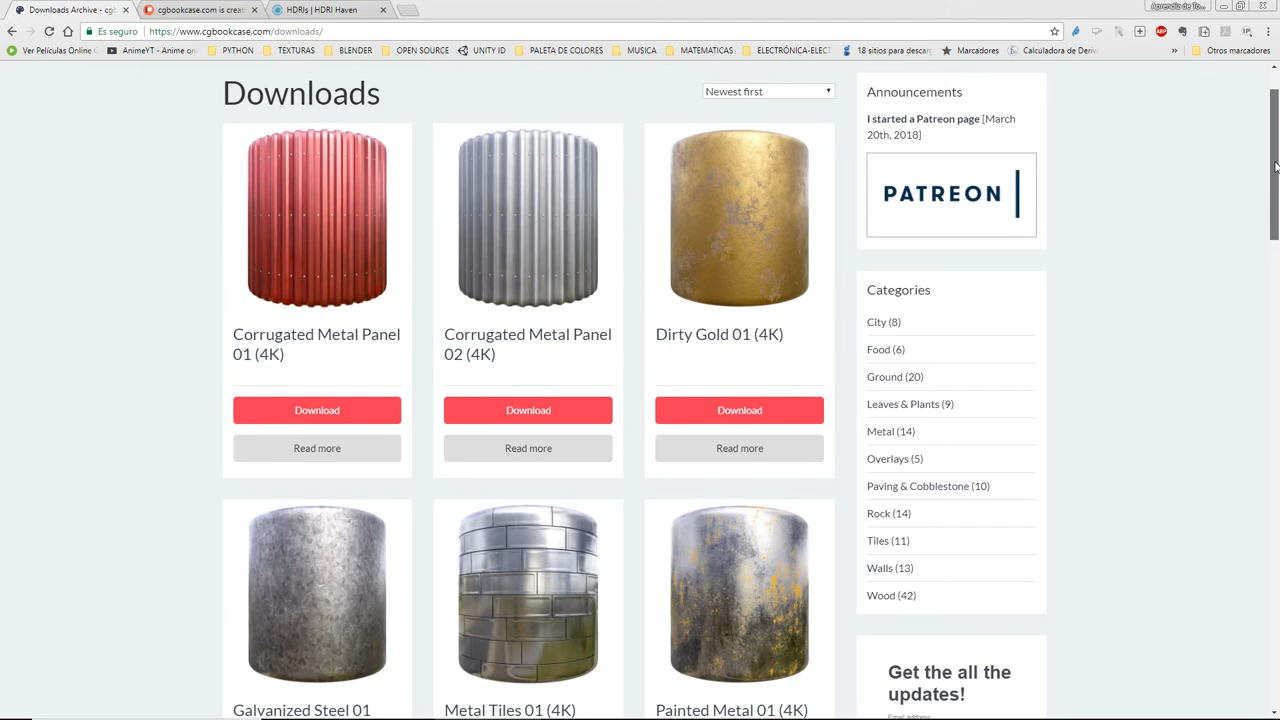 Downloads Archive - cg
cgbookcase.com is creat
HDRIs | HDRI Haven
Aprendiz de To...
Es seguro
https://www.cgbookcase.com/downloads/
ABP
Ver Películas Online
AnimeYT - Anime on
PYTHON
TEXTURAS
BLENDER
OPEN SOURCE
UNITY ID
PALETA DE COLORES
MUSICA
MATEMATICAS
ELECTRÓNICA-ELECT
18 sitios para descarg
Marcadores
Calculadora de Deriv
»
Otros marcadores
Downloads
Newest first
Corrugated Metal Panel
01 (4K)
Download
Read more
Corrugated Metal Panel
02 (4K)
Download
Read more
Dirty Gold 01 (4K)
Download
Read more
Galvanized Steel 01
Metal Tiles 01 (4K)
Painted Metal 01 (4K)
Announcements
I started a Patreon page [March
20th, 2018]
PATREON
Categories
City (8)
Food (6)
Ground (20)
Leaves & Plants (9)
Metal (14)
Overlays (5)
Paving & Cobblestone (10)
Rock (14)
Tiles (11)
Walls (13)
Wood (42)
Get the all the
updates!
Email address: